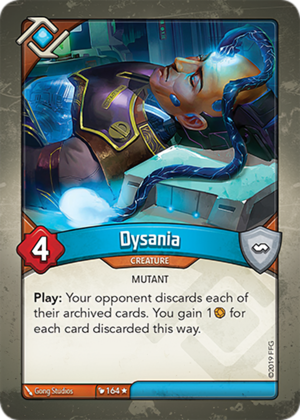 Dysania
4
CREATURE
MUTANT
Play: Your opponent discards each of
their archived cards. You gain 1 for
each card discarded this way.
©2019 FFG
Gong Studios
164